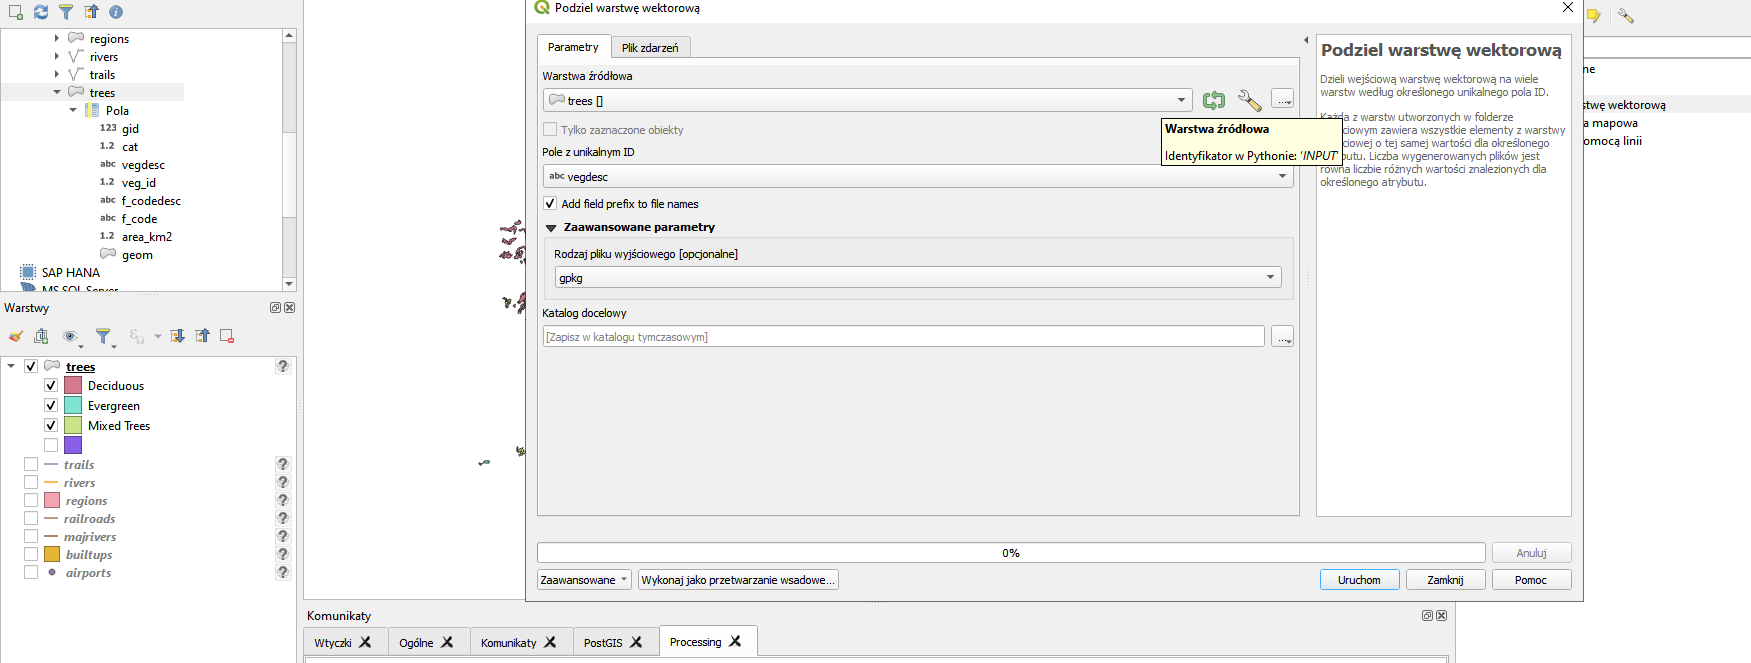 regions
rivers
trails
trees
Pola
123 gid
1.2 cat
abc vegdesc
1.2 veg_id
abc f_codedesc
abc f_code
1.2 area_km2
geom
SAP HANA
MS SQL Server
Warstwy
trees ?
Deciduous
Evergreen
Mixed Trees
trails ?
rivers ?
regions ?
railroads ?
majrivers ?
builtups ?
airports ?
Podziel warstwę wektorową
Parametry
Plik zdarzeń
Warstwa źródłowa
trees []
...
Tylko zaznaczone obiekty
Pole z unikalnym ID
abc vegdesc
Add field prefix to file names
Zaawansowane parametry
Rodzaj pliku wyjściowego [opcjonalne]
gpkg
Katalog docelowy
[Zapisz w katalogu tymczasowym]
...
Warstwa źródłowa
Identyfikator w Pythonie: 'INPUT'
Podziel warstwę wektorową
Dzieli wejściową warstwę wektorową na wiele
warstw według określonego unikalnego pola ID.
Każda z warstw utworzonych w folderze
ściowym zawiera wszystkie elementy z warstwy
ściowej o tej samej wartości dla określonego
butu. Liczba wygenerowanych plików jest
równa liczbie różnych wartości znalezionych dla
określonego atrybutu.
0%
Anuluj
Zaawansowane
Wykonaj jako przetwarzanie wsadowe...
Uruchom
Zamknij
Pomoc
ne
stwę wektorową
a mapowa
omocą linii
Komunikaty
Wtyczki
Ogólne
Komunikaty
PostGIS
Processing